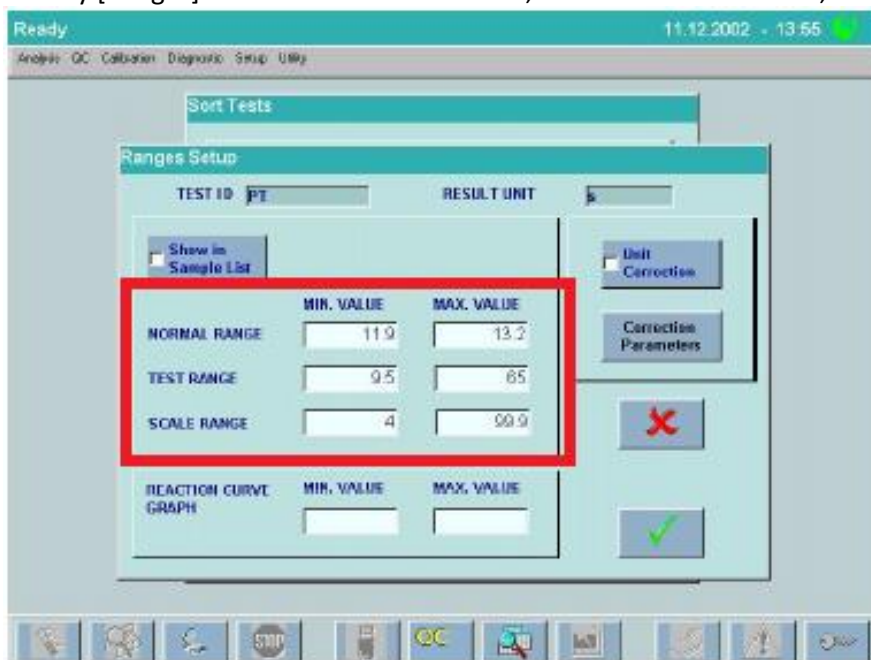 Ready 11.12.2002 - 13:55
Analysis QC Calibration Diagnostic Setup Utility
Sort Tests
Ranges Setup
TEST ID PT RESULT UNIT s
Show in
Sample List
Unit
Correction
MIN. VALUE MAX. VALUE
NORMAL RANGE 11.9 13.2
Correction
Parameters
TEST RANGE 9.5 65
SCALE RANGE 4 99.9
REACTION CURVE
GRAPH
MIN. VALUE MAX. VALUE
STOP
QC